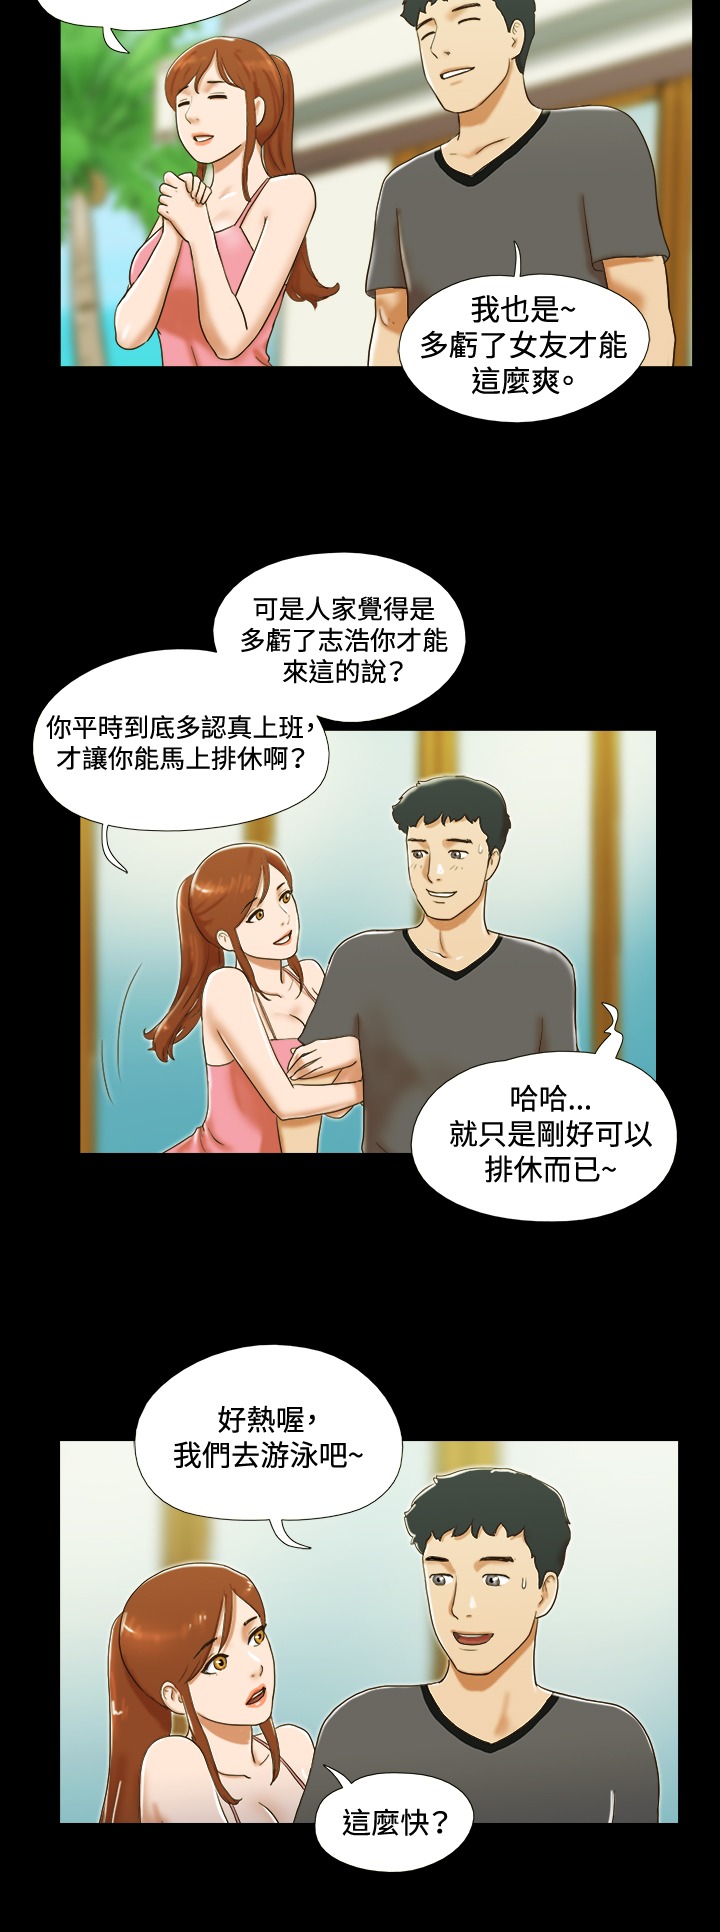 我也是~
多虧了女友才能
這麼爽。
可是人家覺得是
多虧了志浩你才能
來這的說？
你平時到底多認真上班，
才讓你能馬上排休啊？
哈哈...
就只是剛好可以
排休而已~
好熱喔，
我們去游泳吧~
這麼快？